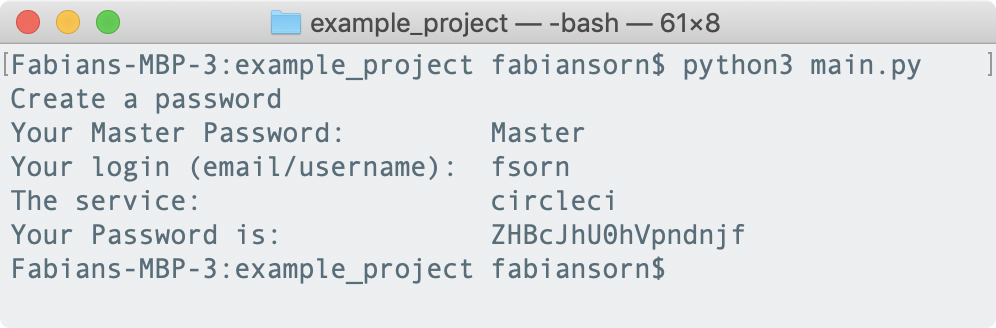 example_project — -bash — 61×8
[Fabians-MBP-3:example_project fabiansorn$ python3 main.py ]
Create a password
Your Master Password: Master
Your login (email/username): fsorn
The service: circleci
Your Password is: ZHBcJhU0hVpndnjf
Fabians-MBP-3:example_project fabiansorn$